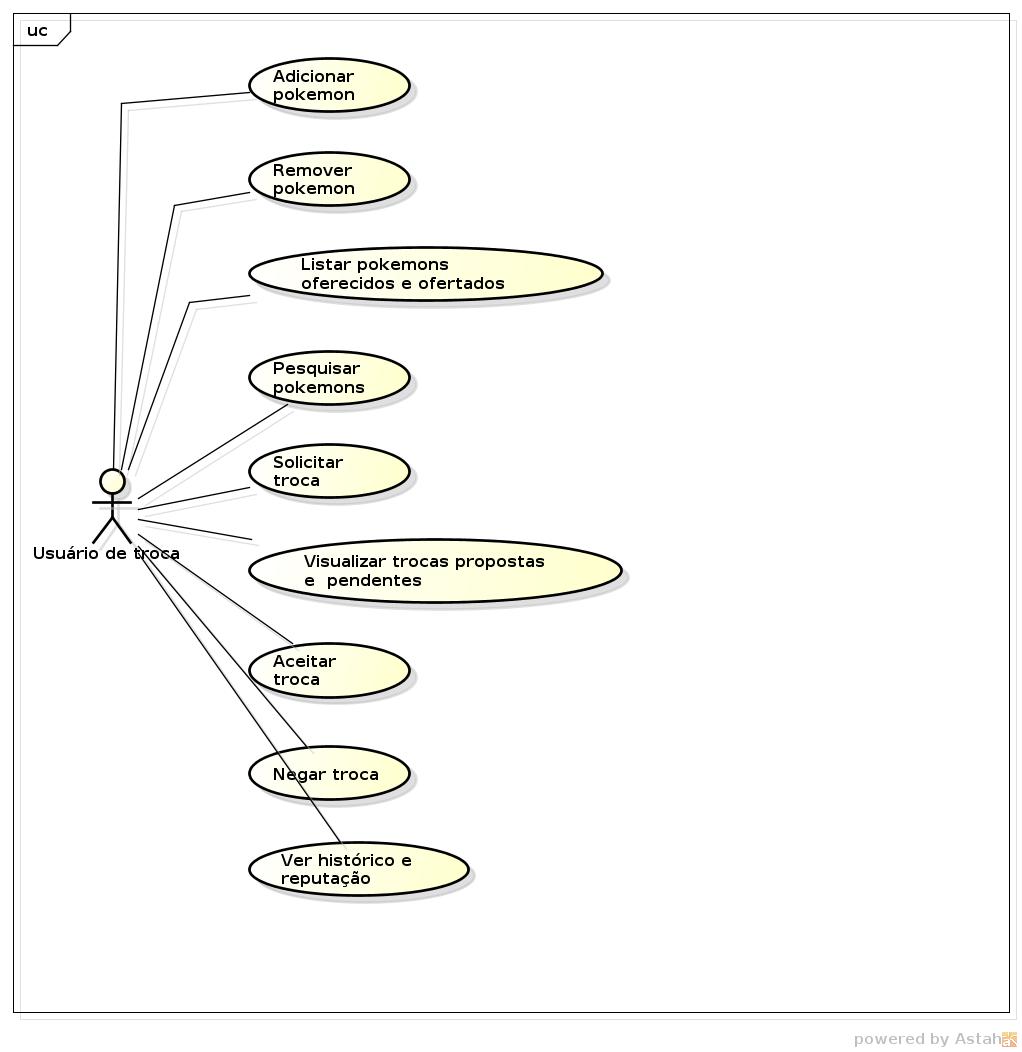 uc
Adicionar
pokemon
Remover
pokemon
Listar pokemons
oferecidos e ofertados
Pesquisar
pokemons
Solicitar
troca
Usuário de troca
Visualizar trocas propostas
e  pendentes
Aceitar
troca
Negar troca
Ver histórico e
reputação
powered by Astah